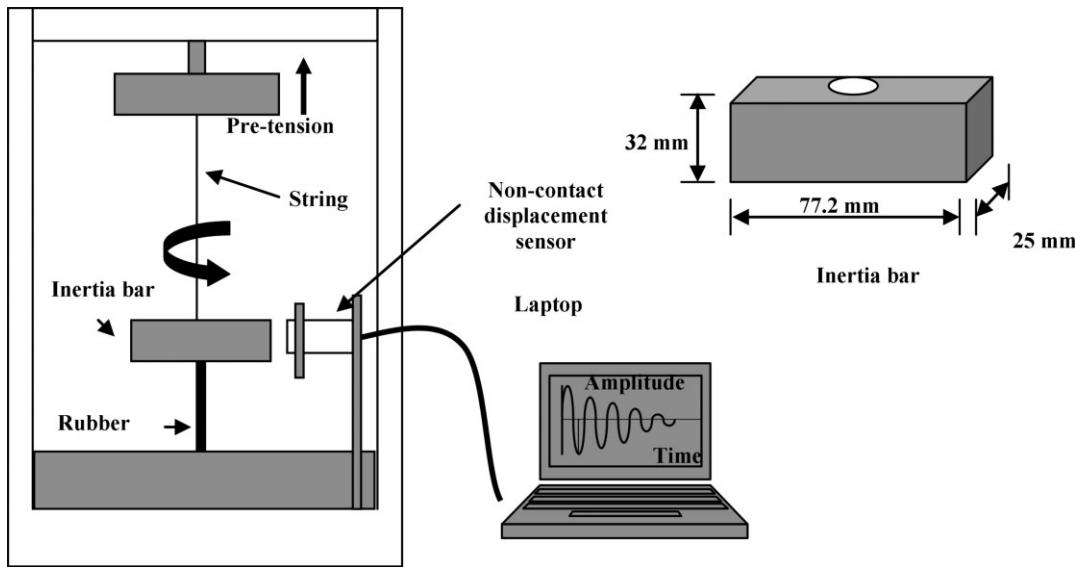 Pre-tension
String
Non-contact
displacement
sensor
Inertia bar
Laptop
Rubber
Amplitude
Time
32 mm
77.2 mm
25 mm
Inertia bar